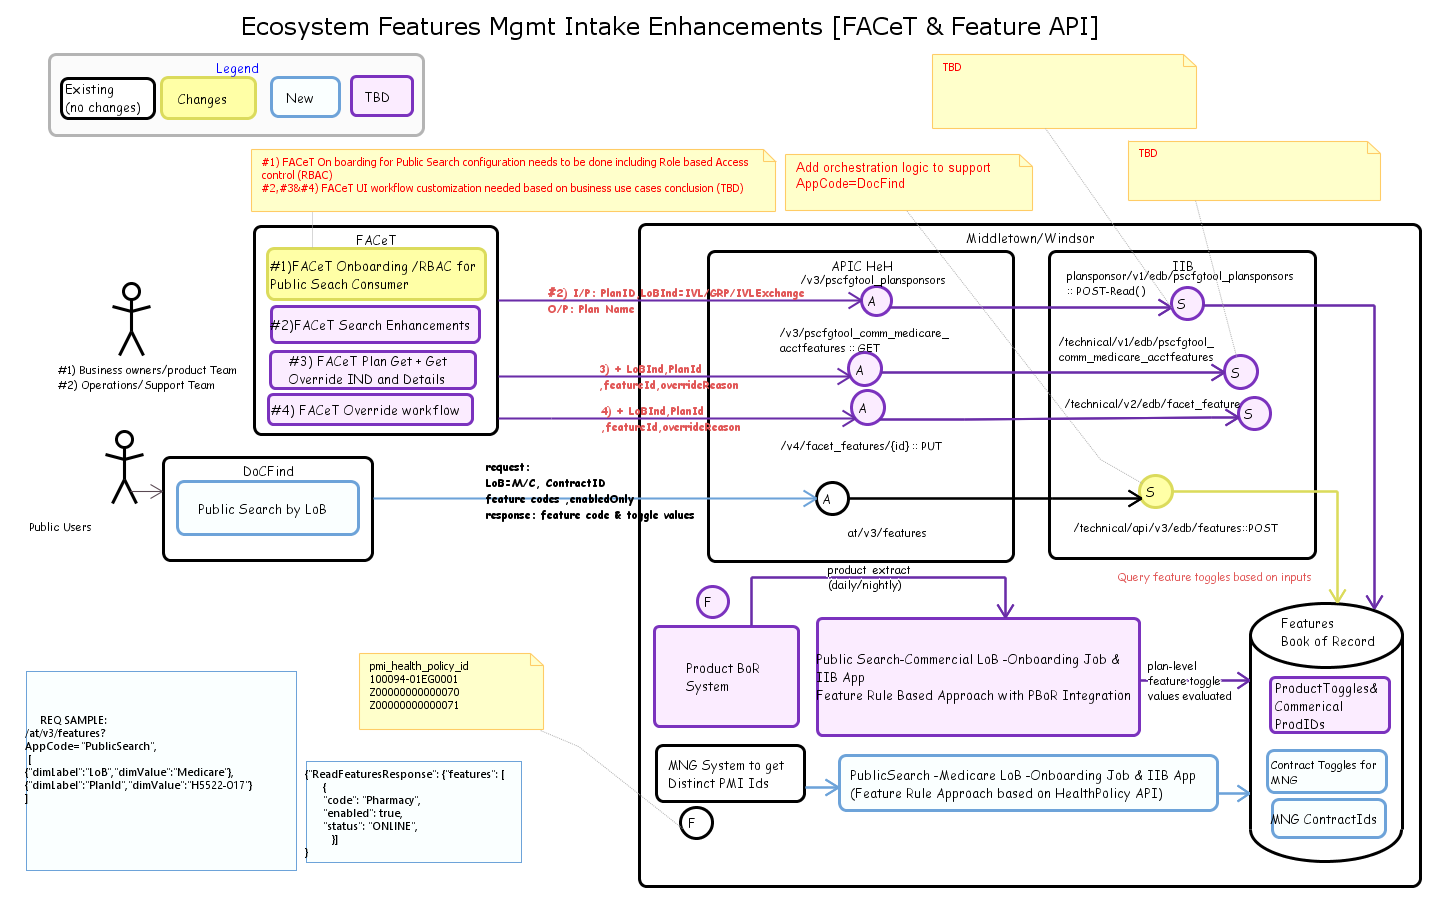 Ecosystem Features Mgmt Intake Enhancements [FACeT & Feature API]
Legend
Existing
(no changes)
Changes
New
TBD
TBD
TBD
#1) FACeT On boarding for Public Search configuration needs to be done including Role based Access
control (RBAC)
#2,#3&#4) FACeT UI workflow customization needed based on business use cases conclusion (TBD)
Add orchestration logic to support
AppCode=DocFind
FACeT
#1)FACeT Onboarding /RBAC for
Public Seach Consumer
#2)FACeT Search Enhancements
#3) FACeT Plan Get + Get
Override IND and Details
#4) FACeT Override workflow
#1) Business owners/product Team
#2) Operations/Support Team
Public Users
DoCFind
Public Search by LoB
#2) I/P: PlanID,LoBInd=IVL/GRP/IVLExchange
O/P: Plan Name
3) + LoBInd,PlanId
,featureId,overrideReason
4) + LoBInd,PlanId
,featureId,overrideReason
request:
LoB=M/C, ContractID
feature codes ,enabledOnly
response: feature code & toggle values
Middletown/Windsor
APIC HeH
/v3/pscfgtool_plansponsors
A
/v3/pscfgtool_comm_medicare_
acctfeatures :: GET
A
A
/v4/facet_features/{id} :: PUT
A
at/v3/features
IIB
plansponsor/v1/edb/pscfgtool_plansponsors
:: POST-Read()
S
/technical/v1/edb/pscfgtool_
comm_medicare_acctfeatures
S
/technical/v2/edb/facet_feature
S
S
/technical/api/v3/edb/features::POST
Query feature toggles based on inputs
product extract
(daily/nightly)
F
Product BoR
System
Public Search-Commercial LoB -Onboarding Job &
IIB App
Feature Rule Based Approach with PBoR Integration
plan-level
feature toggle
values evaluated
Features
Book of Record
ProductToggles&
Commerical
ProdIDs
Contract Toggles for
MNG
MNG ContractIds
MNG System to get
Distinct PMI Ids
F
PublicSearch -Medicare LoB -Onboarding Job & IIB App
(Feature Rule Approach based on HealthPolicy API)
pmi_health_policy_id
100094-01EG0001
Z00000000000070
Z00000000000071
REQ SAMPLE:
/at/v3/features?
AppCode="PublicSearch",
[
{"dimLabel":"LoB","dimValue":"Medicare"},
{"dimLabel":"PlanId","dimValue":"H5522-017"}
]
{"ReadFeaturesResponse": {"features": [
{
"code": "Pharmacy",
"enabled": true,
"status": "ONLINE",
}]
}